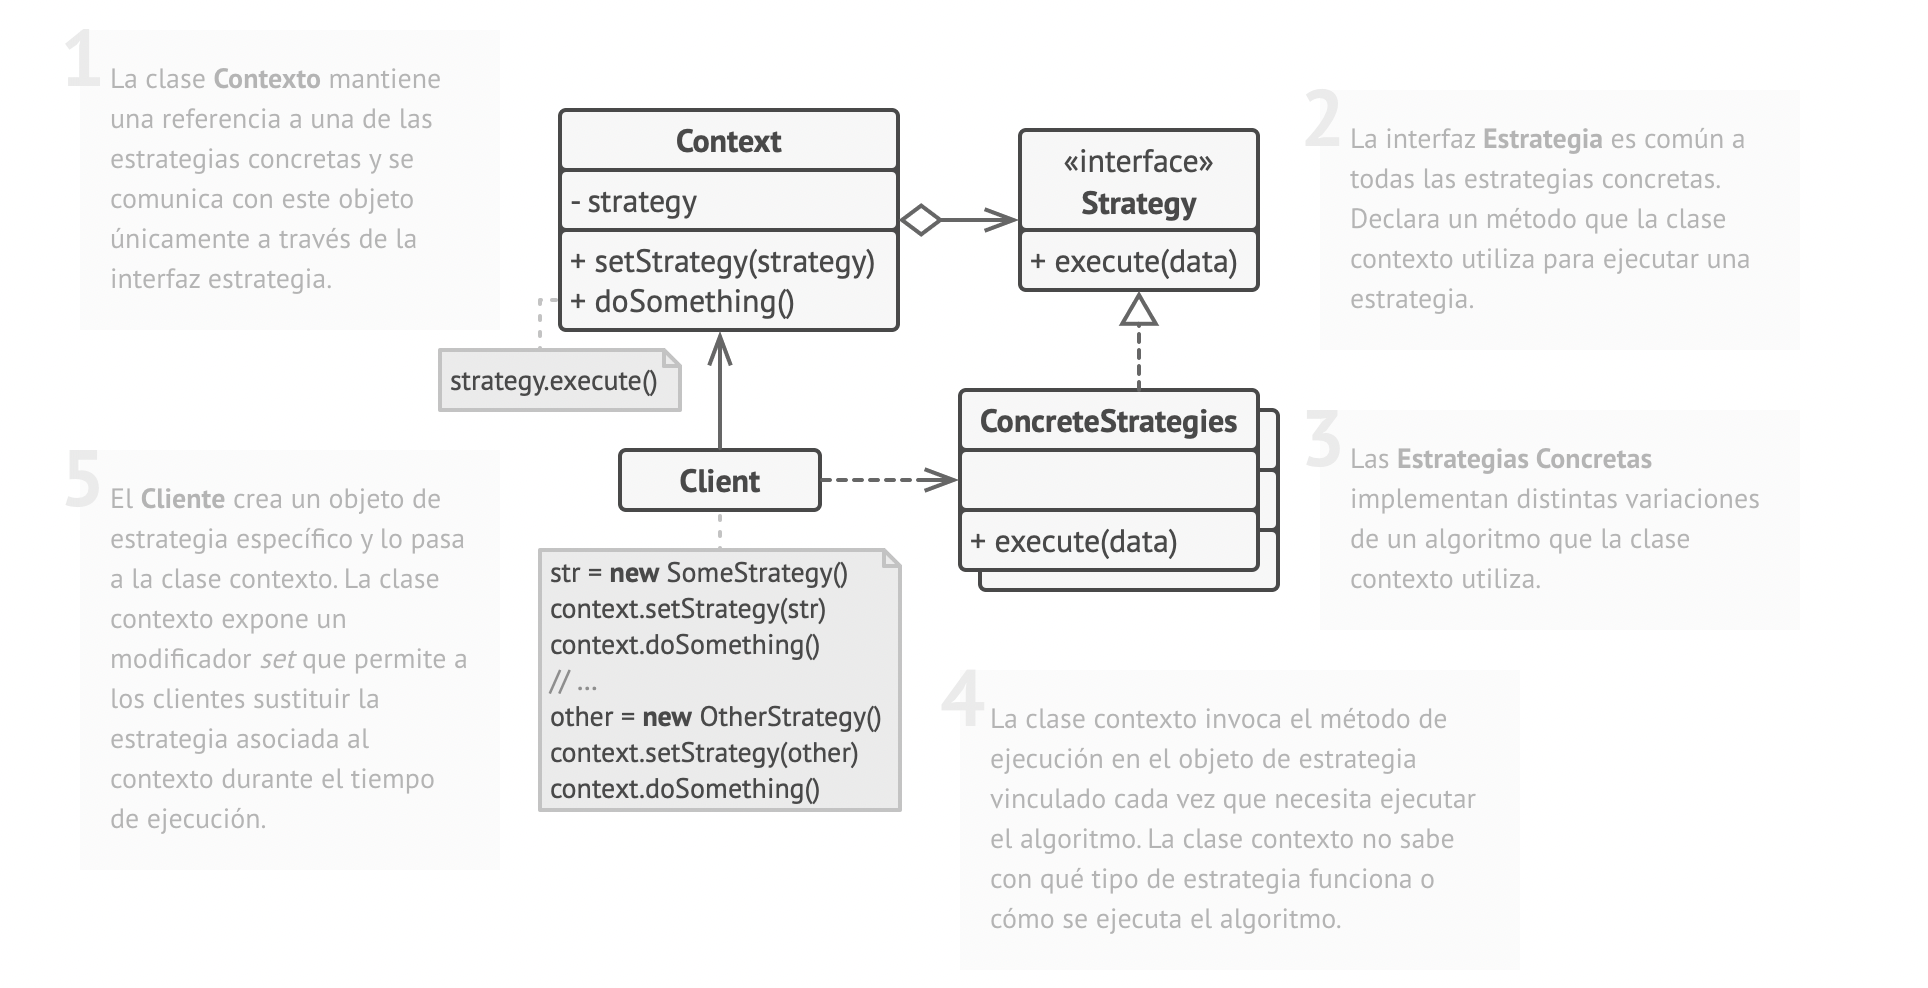 1
La clase Contexto mantiene
una referencia a una de las
estrategias concretas y se
comunica con este objeto
únicamente a través de la
interfaz estrategia.
Context
- strategy
+ setStrategy(strategy)
+ doSomething()
strategy.execute()
«interface»
Strategy
+ execute(data)
2
La interfaz Estrategia es común a
todas las estrategias concretas.
Declara un método que la clase
contexto utiliza para ejecutar una
estrategia.
ConcreteStrategies
+ execute(data)
3
Las Estrategias Concretas
implementan distintas variaciones
de un algoritmo que la clase
contexto utiliza.
4
La clase contexto invoca el método de
ejecución en el objeto de estrategia
vinculado cada vez que necesita ejecutar
el algoritmo. La clase contexto no sabe
con qué tipo de estrategia funciona o
cómo se ejecuta el algoritmo.
5
El Cliente crea un objeto de
estrategia específico y lo pasa
a la clase contexto. La clase
contexto expone un
modificador set que permite a
los clientes sustituir la
estrategia asociada al
contexto durante el tiempo
de ejecución.
Client
str = new SomeStrategy()
context.setStrategy(str)
context.doSomething()
// ...
other = new OtherStrategy()
context.setStrategy(other)
context.doSomething()